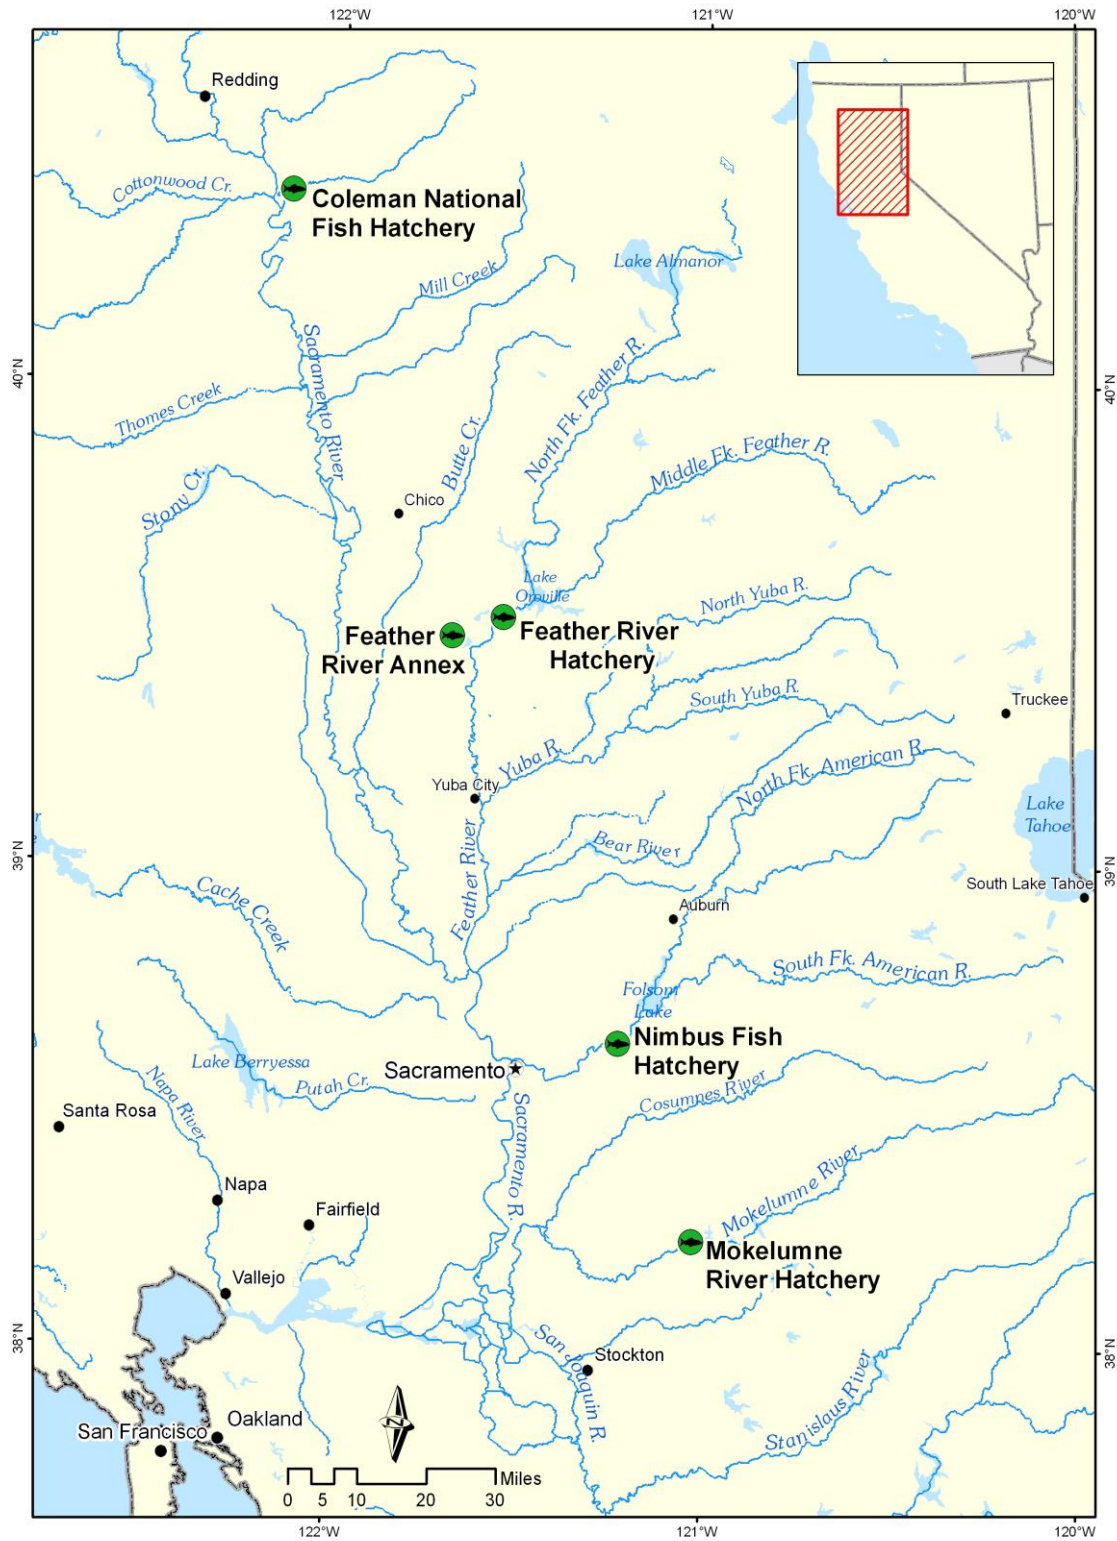 122°W
121°W
120°W
Redding
Cottonwood Cr.
Coleman National
Fish Hatchery
Lake Almanor
Mill Creek
Sacramento River
40°N
40°N
North Fk. Feather R.
Thomes Creek
Butte Cr.
Middle Fk. Feather R.
Stony Cr.
Chico
Lake
Oroville
North Yuba R.
Feather
River Annex
Feather River
Hatchery
South Yuba R.
Truckee
Yuba R.
North Fk. American R.
Yuba City
Lake
Tahoe
Feather River
Bear River
39°N
39°N
Cache Creek
South Lake Tahoe
Auburn
South Fk. American R.
Folsom
Lake
Nimbus Fish
Hatchery
Lake Berryessa
Sacramento
Putah Cr.
Napa River
Cosumnes River
Santa Rosa
Sacramento R.
Napa
Mokelumne River
Fairfield
Mokelumne
River Hatchery
Vallejo
38°N
38°N
San Joaquin R.
Stockton
Stanislaus River
Oakland
San Francisco
N
Miles
0 5 10 20 30
122°W
121°W
120°W